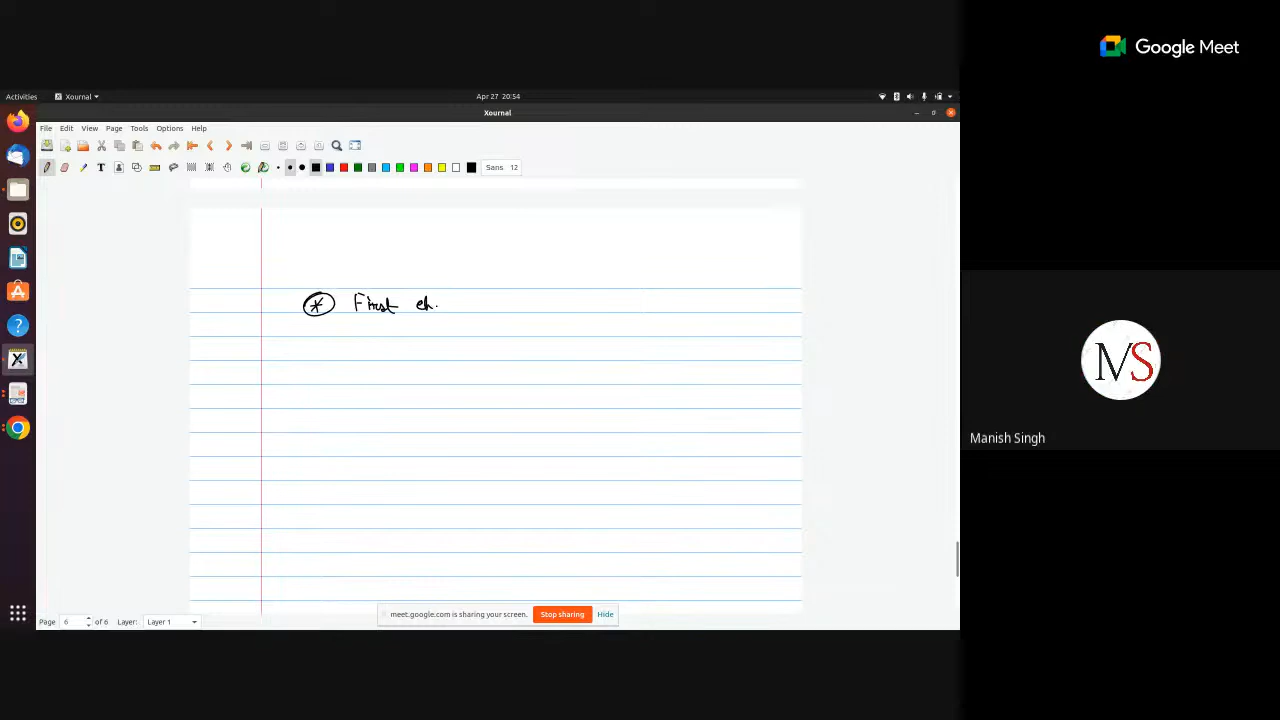 Google Meet
Activities
Xournal
Apr 27 20:54
Xournal
File Edit View Page Tools Options Help
Sans 12
First ch.
MS
Manish Singh
meet.google.com is sharing your screen. Stop sharing Hide
Page 6 of 6 Layer: Layer 1